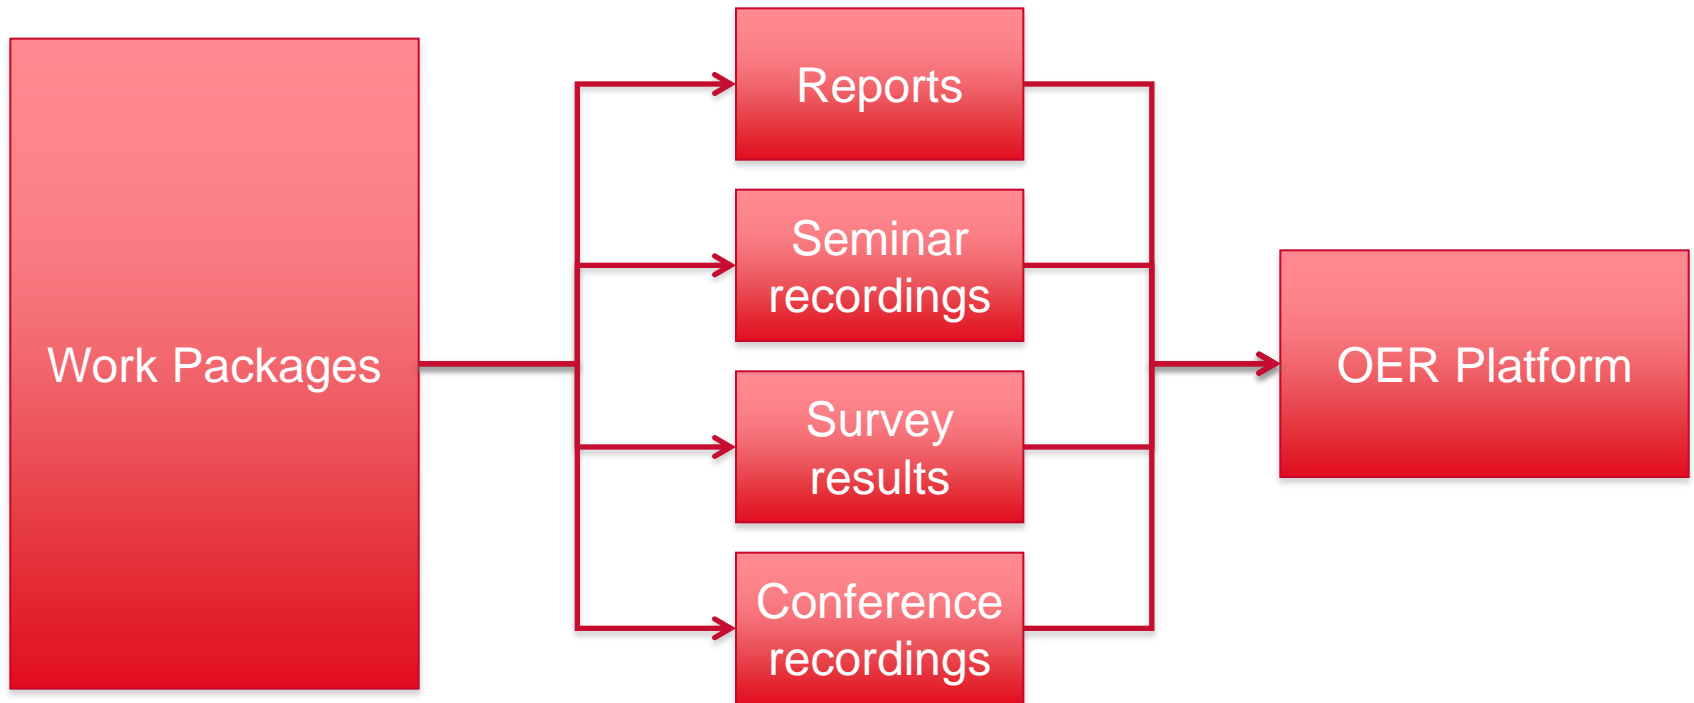 Work Packages
Reports
Seminar
recordings
Survey
results
Conference
recordings
OER Platform